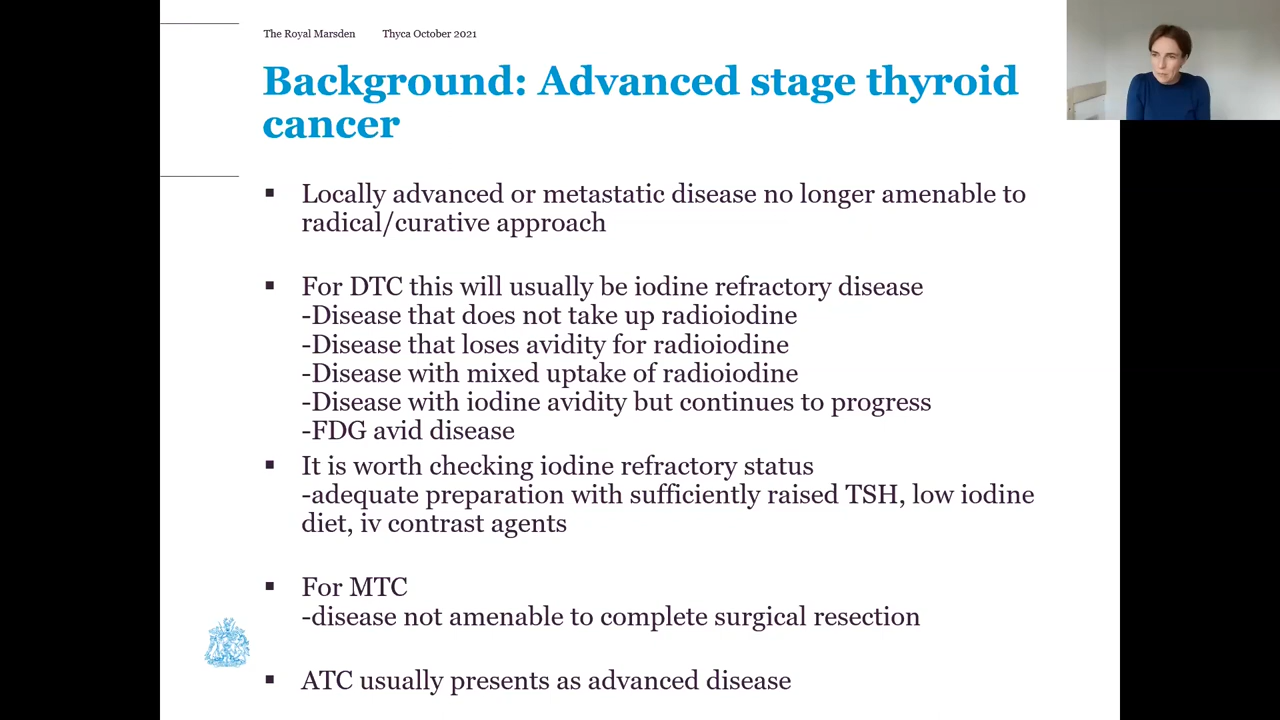 The Royal Marsden Thyca October 2021
Background: Advanced stage thyroid
cancer
▪ Locally advanced or metastatic disease no longer amenable to
radical/curative approach
▪ For DTC this will usually be iodine refractory disease
-Disease that does not take up radioiodine
-Disease that loses avidity for radioiodine
-Disease with mixed uptake of radioiodine
-Disease with iodine avidity but continues to progress
-FDG avid disease
▪ It is worth checking iodine refractory status
-adequate preparation with sufficiently raised TSH, low iodine
diet, iv contrast agents
▪ For MTC
-disease not amenable to complete surgical resection
▪ ATC usually presents as advanced disease